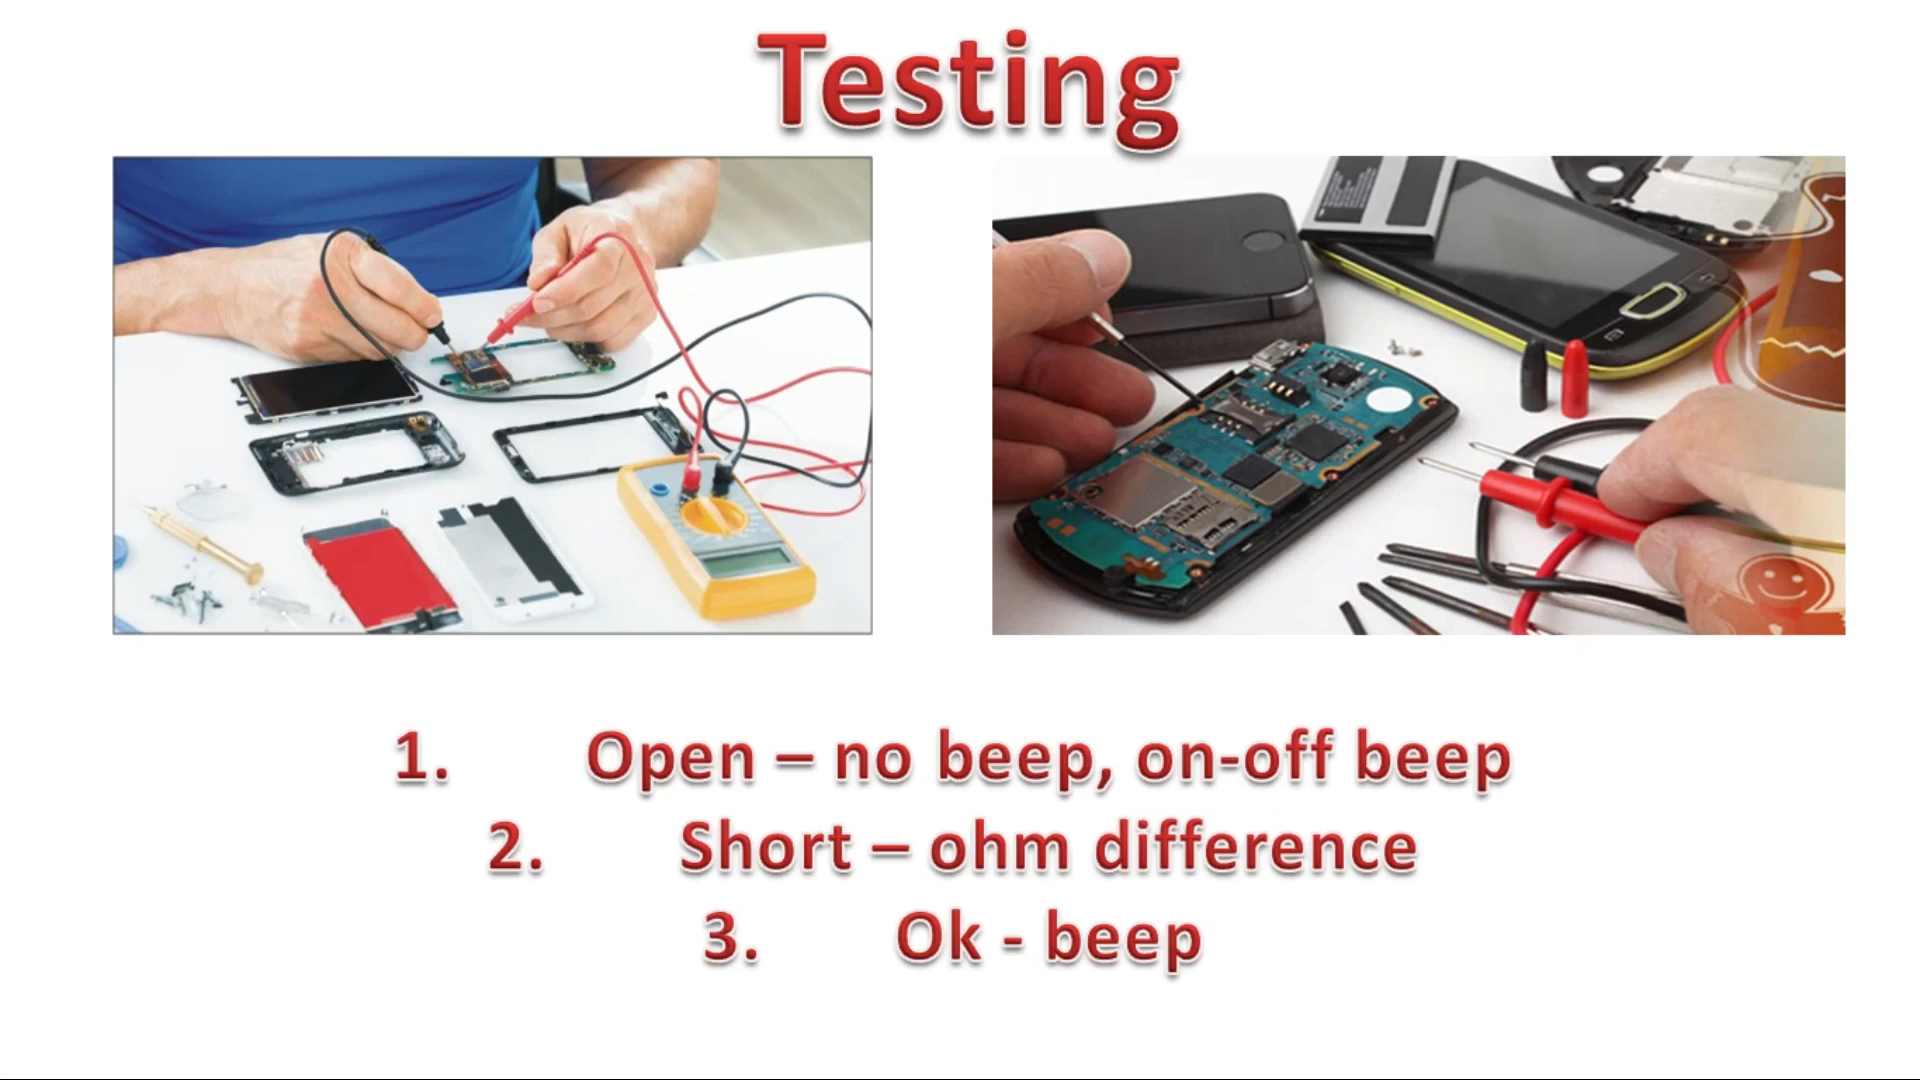 Testing
1. Open – no beep, on-off beep
2. Short – ohm difference
3. Ok - beep